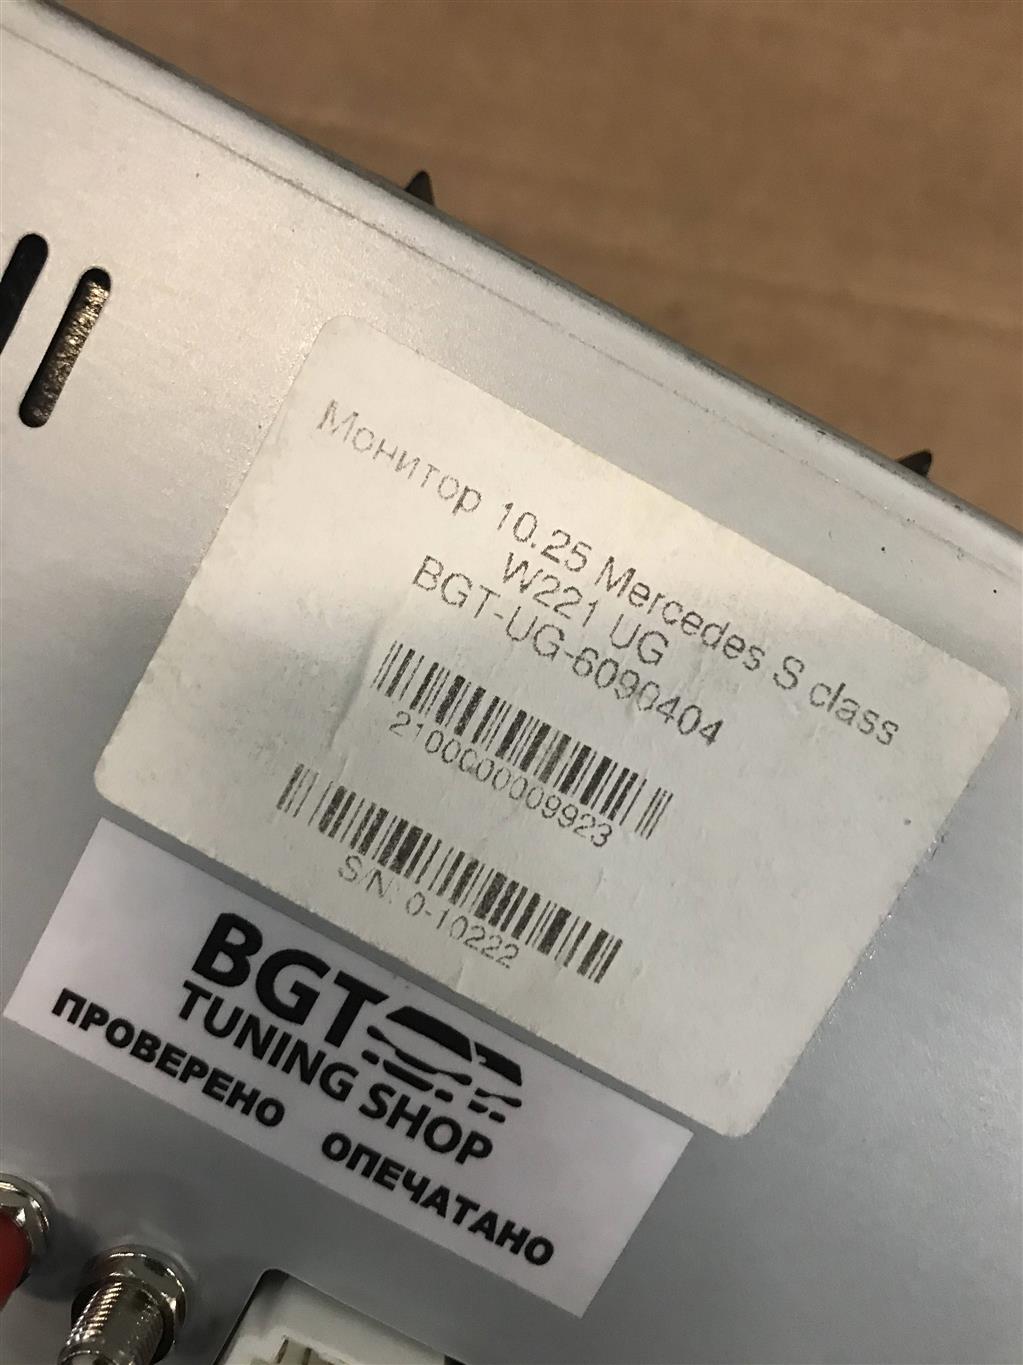 Монитор 10.25 Mercedes S class
W221 UG
BGT-UG-6090404
2100000009923
S/N: 0-10222
BGT
TUNING SHOP
ПРОВЕРЕНО ОПЕЧАТАНО